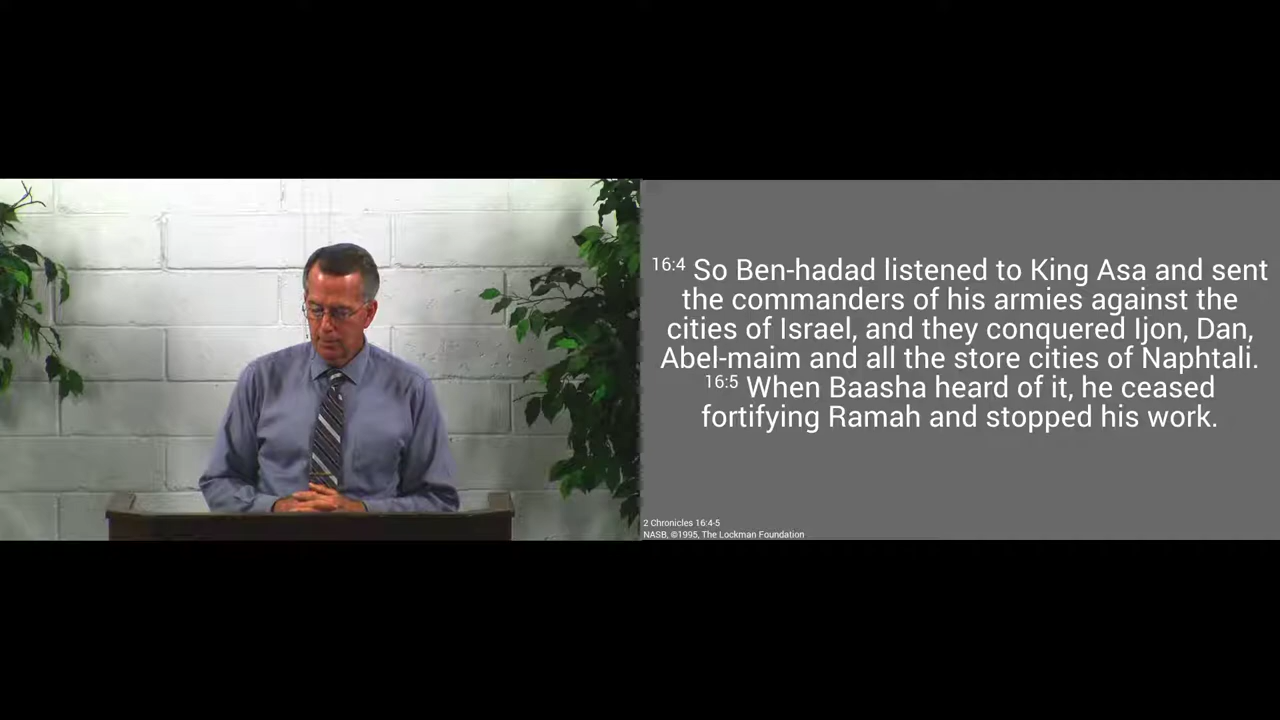 16:4 So Ben-hadad listened to King Asa and sent
the commanders of his armies against the
cities of Israel, and they conquered Ijon, Dan,
Abel-maim and all the store cities of Naphtali.
16:5 When Baasha heard of it, he ceased
fortifying Ramah and stopped his work.
2 Chronicles 16:4-5
NASB, ©1995, The Lockman Foundation